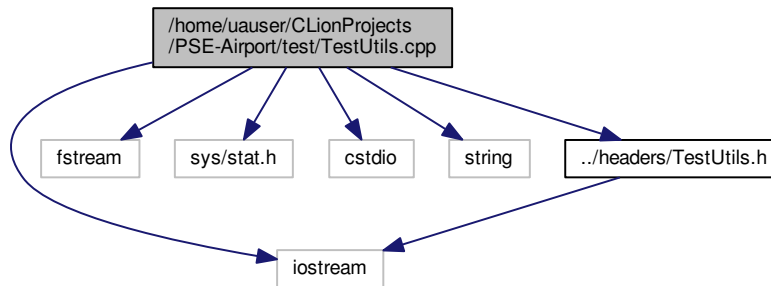 /home/uauser/CLionProjects
/PSE-Airport/test/TestUtils.cpp
fstream
sys/stat.h
cstdio
string
../headers/TestUtils.h
iostream